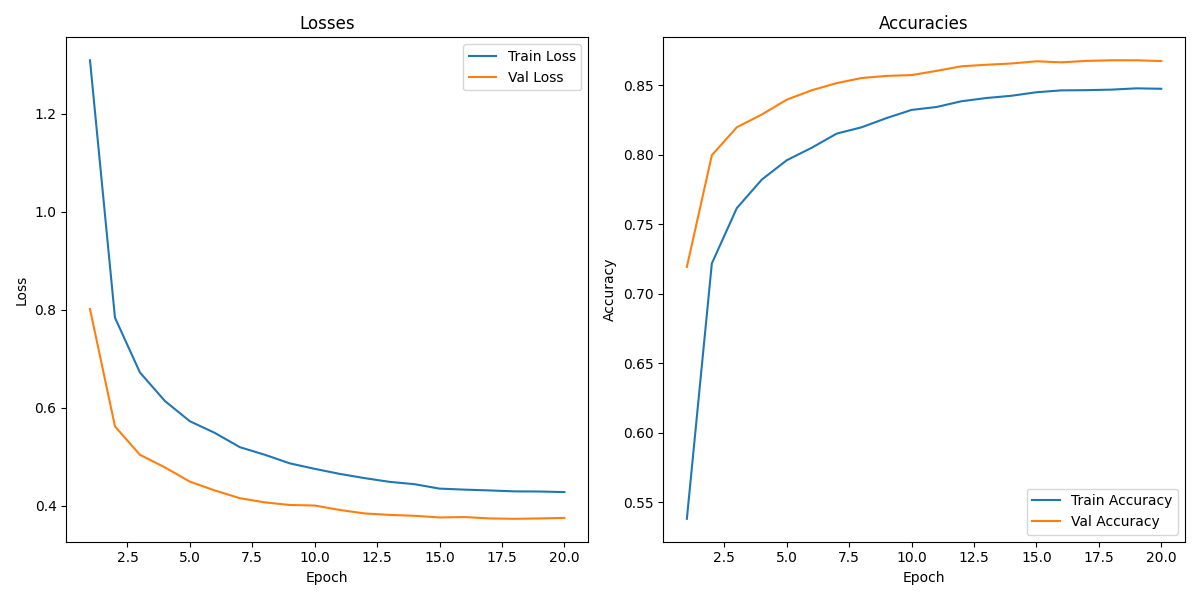 Losses
Train Loss
Val Loss
1.2
1.0
0.8
0.6
0.4
Loss
2.5 5.0 7.5 10.0 12.5 15.0 17.5 20.0
Epoch
Accuracies
0.85
0.80
0.75
0.70
0.65
0.60
0.55
Accuracy
Train Accuracy
Val Accuracy
2.5 5.0 7.5 10.0 12.5 15.0 17.5 20.0
Epoch